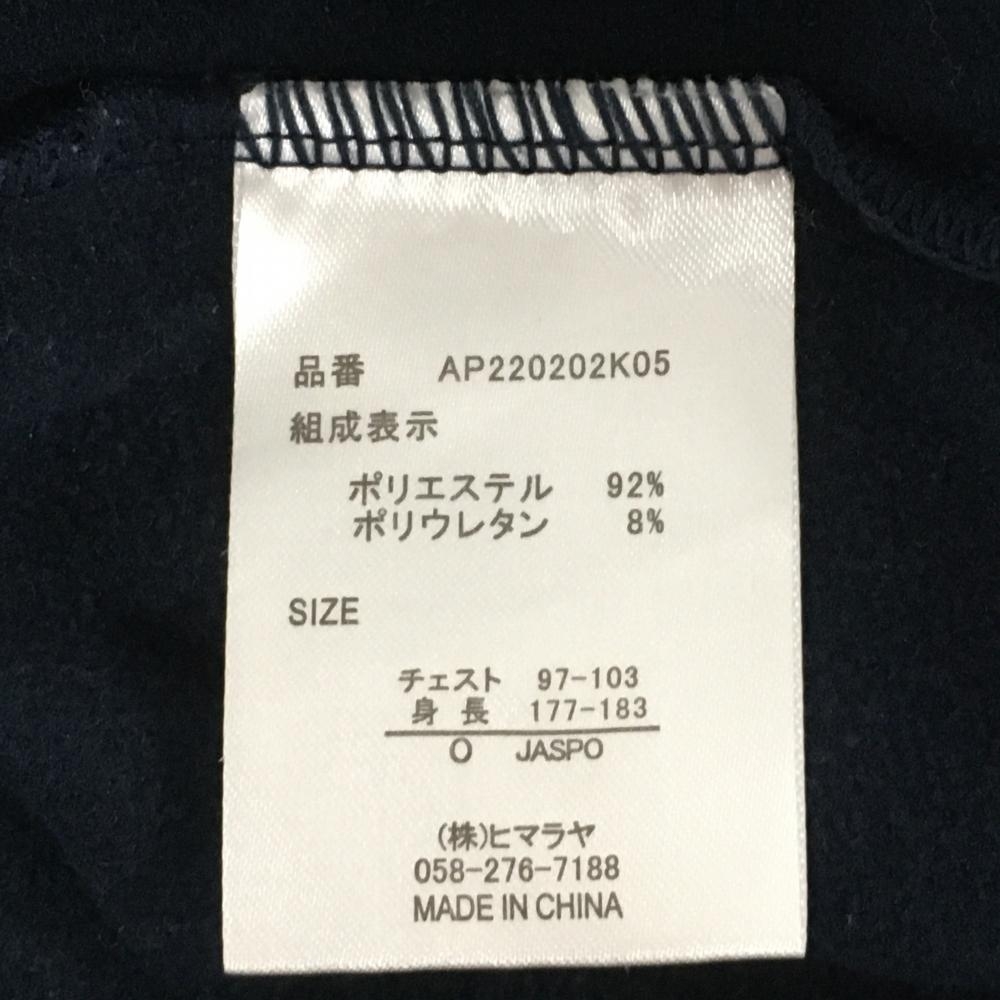 品番 AP220202K05
組成表示
ポリエステル 92%
ポリウレタン 8%
SIZE
チェスト 97-103
身長 177-183
O JASPO
(株)ヒマラヤ
058-276-7188
MADE IN CHINA